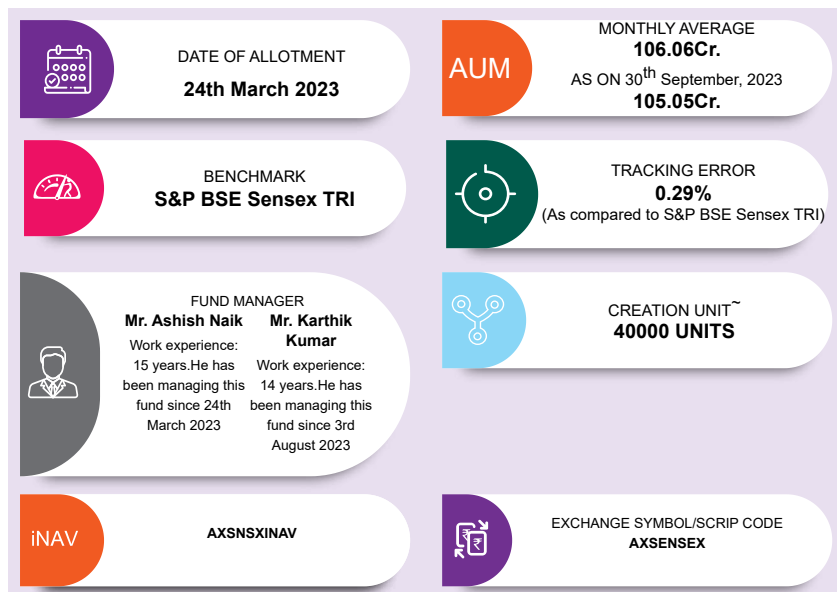 DATE OF ALLOTMENT
24th March 2023
AUM
MONTHLY AVERAGE
106.06Cr.
AS ON 30th September, 2023
105.05Cr.
BENCHMARK
S&P BSE Sensex TRI
TRACKING ERROR
0.29%
(As compared to S&P BSE Sensex TRI)
FUND MANAGER
Mr. Ashish Naik
Work experience:
15 years.He has
been managing this
fund since 24th
March 2023
Mr. Karthik
Kumar
Work experience:
14 years.He has
been managing this
fund since 3rd
August 2023
CREATION UNIT~
40000 UNITS
iNAV
AXSNSXINAV
₹
₹
EXCHANGE SYMBOL/SCRIP CODE
AXSENSEX